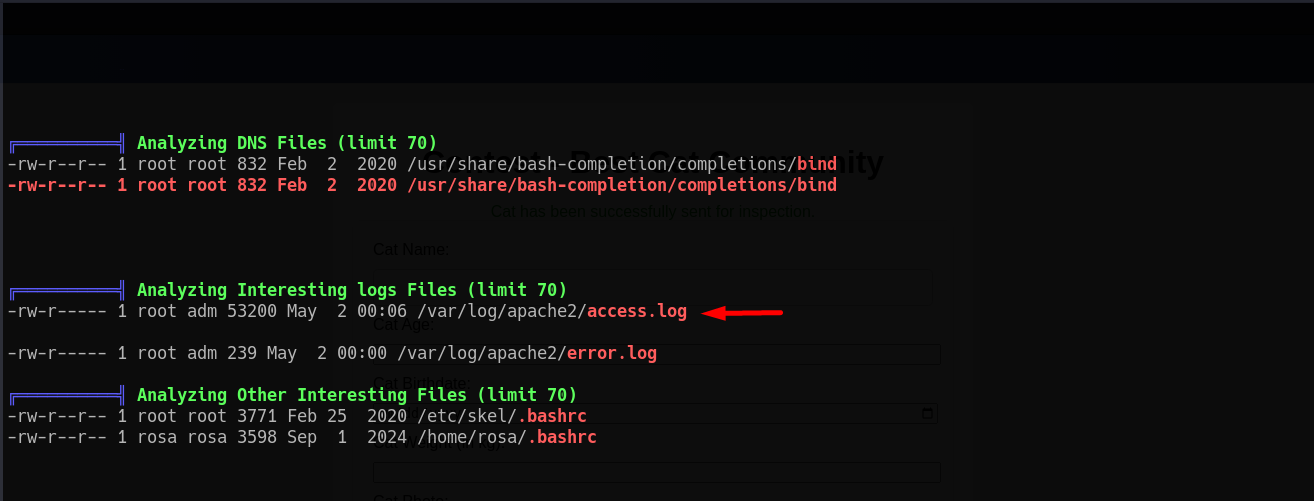 ╔══════════╣ Analyzing DNS Files (limit 70)
-rw-r--r-- 1 root root 832 Feb  2  2020 /usr/share/bash-completion/completions/bind
-rw-r--r-- 1 root root 832 Feb  2  2020 /usr/share/bash-completion/completions/bind
Cat has been successfully sent for inspection.
Cat Name:
╔══════════╣ Analyzing Interesting logs Files (limit 70)
-rw-r----- 1 root adm 53200 May  2 00:06 /var/log/apache2/access.log
Cat Age:
-rw-r----- 1 root adm 239 May  2 00:00 /var/log/apache2/error.log
Cat Birthdate:
╔══════════╣ Analyzing Other Interesting Files (limit 70)
-rw-r--r-- 1 root root 3771 Feb 25  2020 /etc/skel/.bashrc
-rw-r--r-- 1 rosa rosa 3598 Sep  1  2024 /home/rosa/.bashrc
Cat Photo: